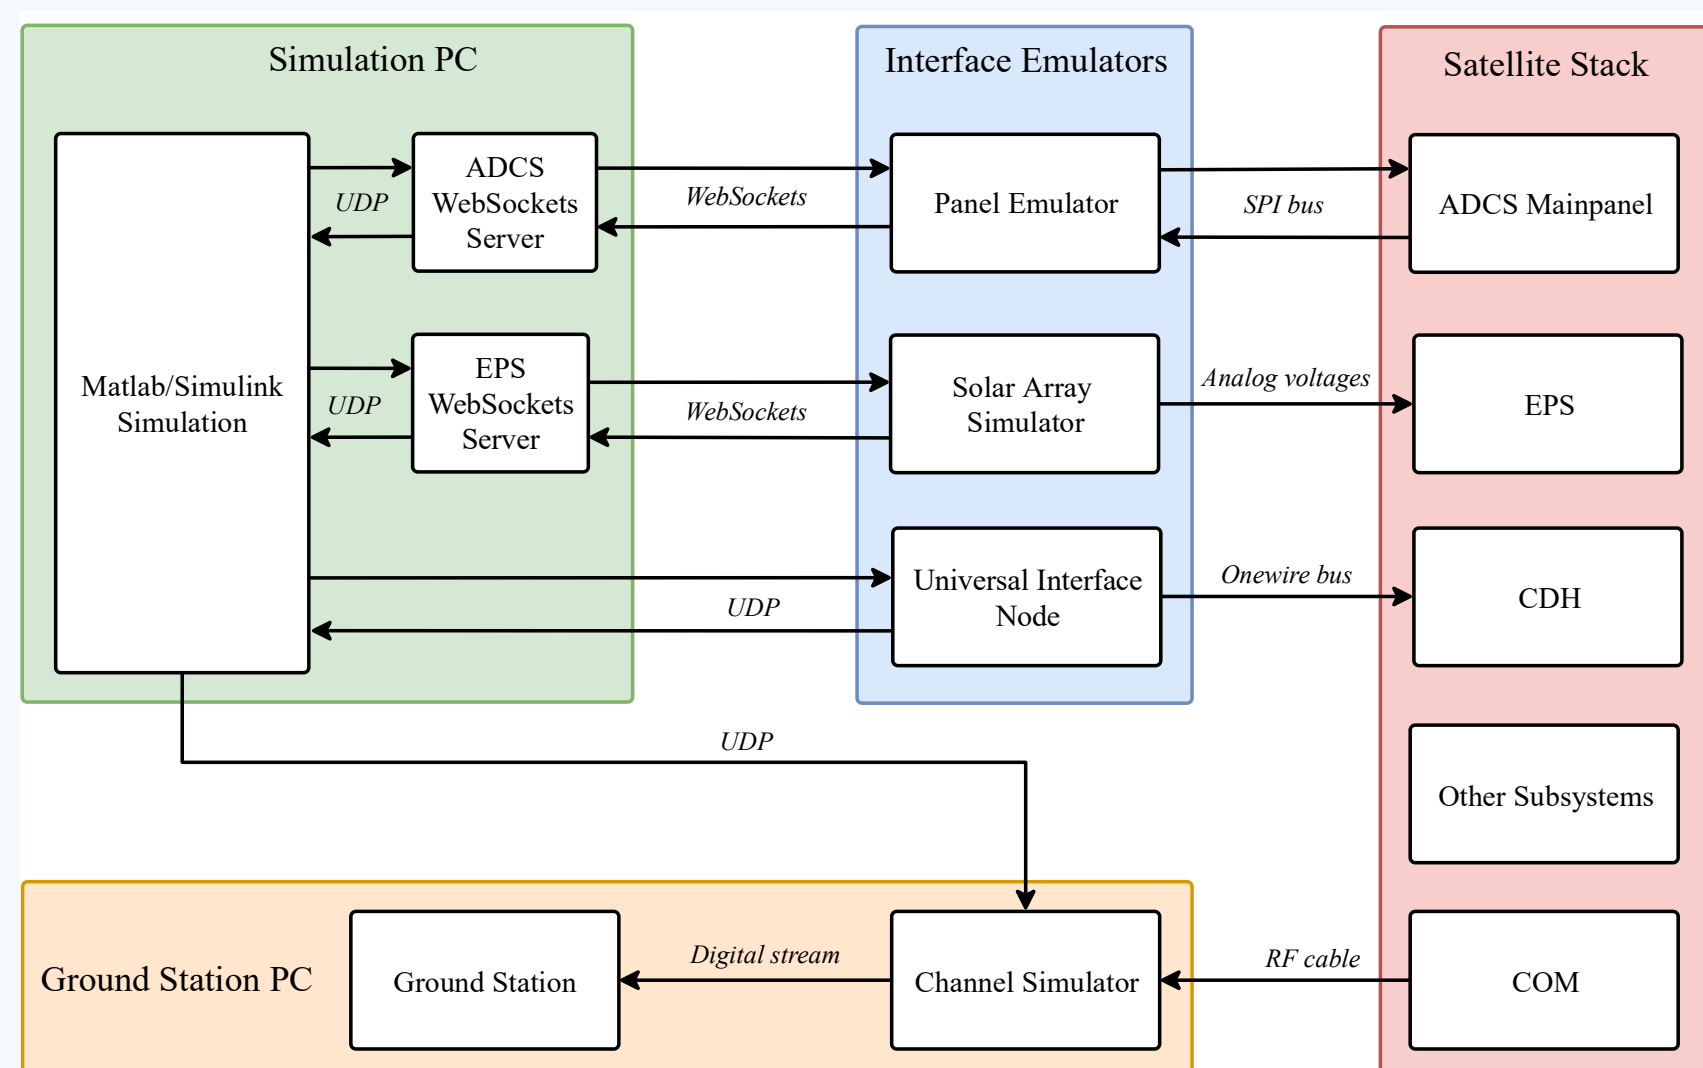 Simulation PC
Interface Emulators
Satellite Stack
ADCS
WebSockets
Server
UDP
WebSockets
Panel Emulator
SPI bus
ADCS Mainpanel
Matlab/Simulink
Simulation
EPS
WebSockets
Server
UDP
WebSockets
Solar Array
Simulator
Analog voltages
EPS
UDP
Universal Interface
Node
Onewire bus
CDH
UDP
Other Subsystems
Ground Station PC
Ground Station
Digital stream
Channel Simulator
RF cable
COM